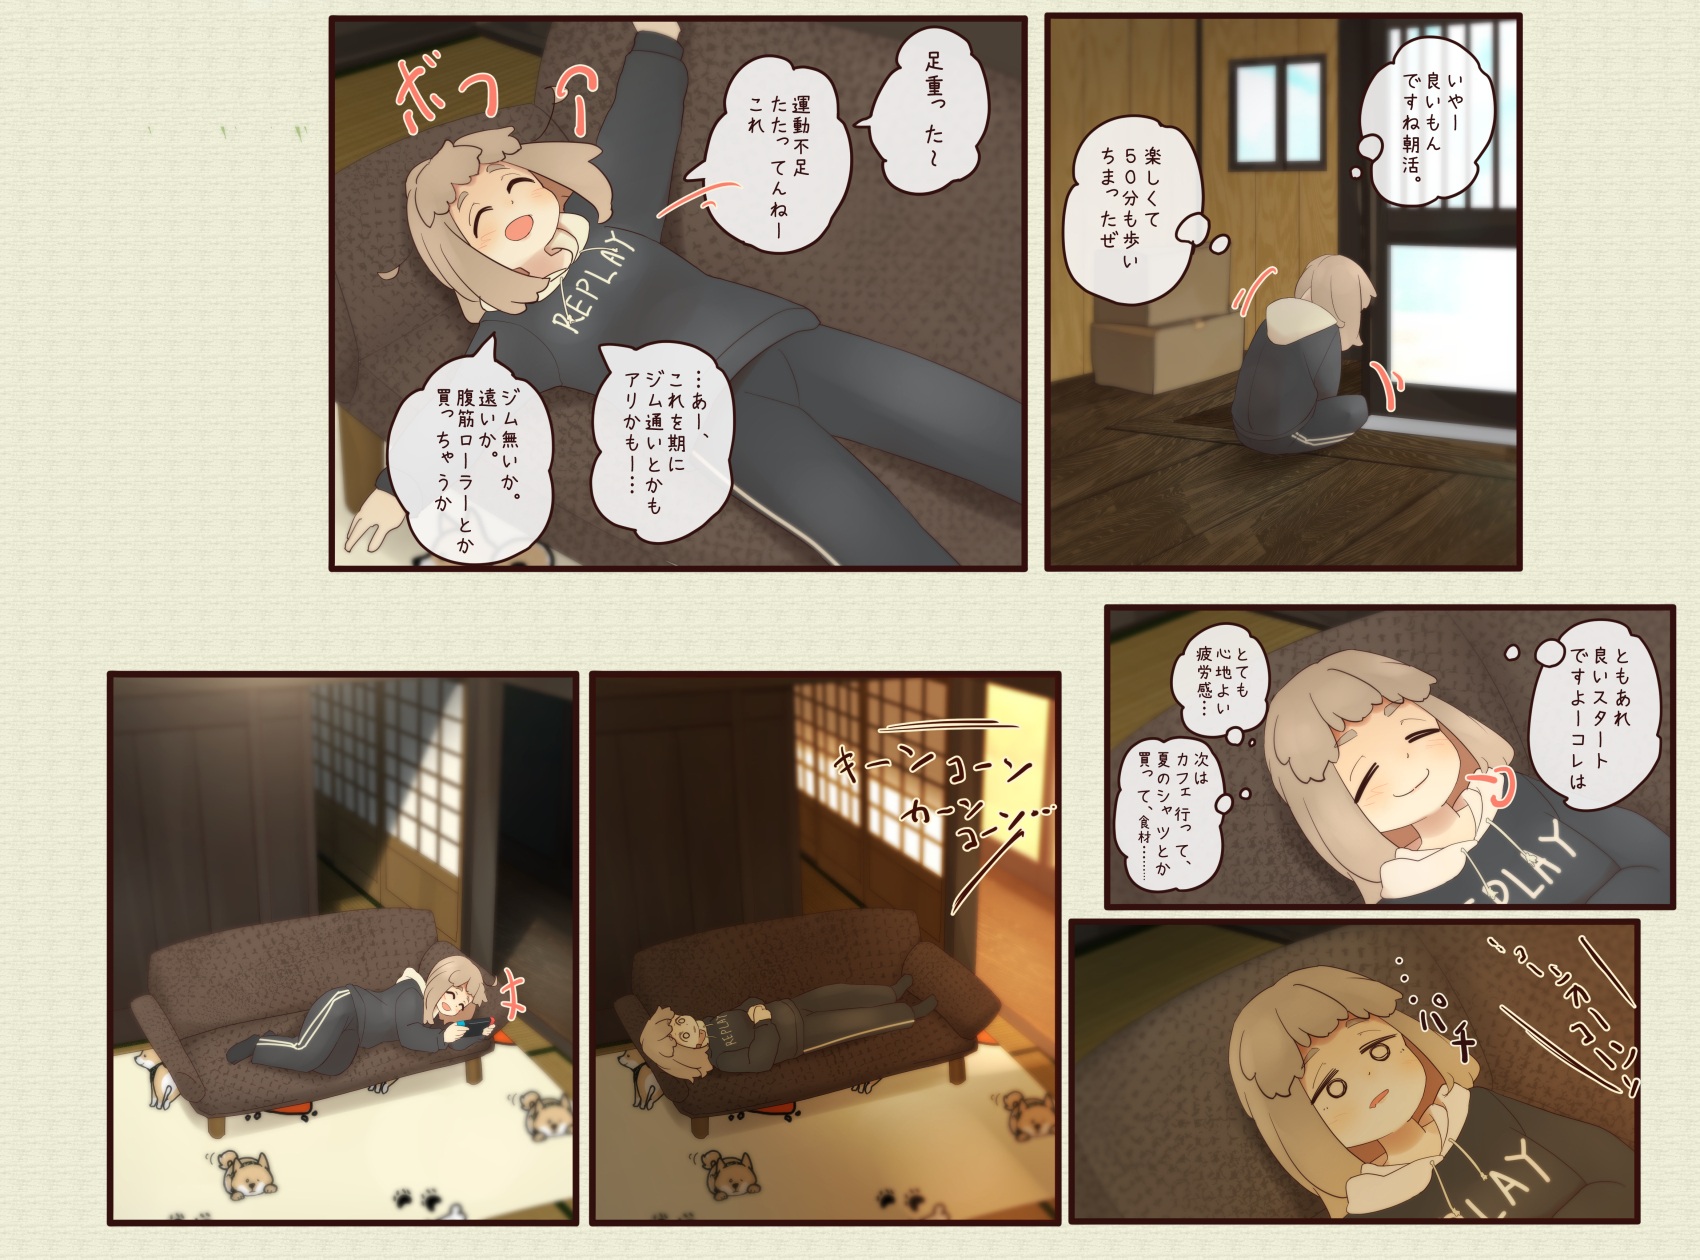 いやー
良いもん
ですね朝活。
楽しくて
50分も歩い
ちまったぜ
足重っ た～
運動不足
たたっ てんねー
これ
ボフっ
REPLAY
…あー、
これを期に
ジム通いとかも
アリかもー…
ジム無いか。
遠いか。
腹筋ローラーとか
買っ ちゃ うか
ともあれ
良いスタート
ですよーコレは
とても
心地よい
疲労感…
次は
カフェ 行っ て、
夏のシャ ツとか
買っ て、食材………
PLAY
パチ
PLAY
キーンコーン
カーンコーン…
REPLAY